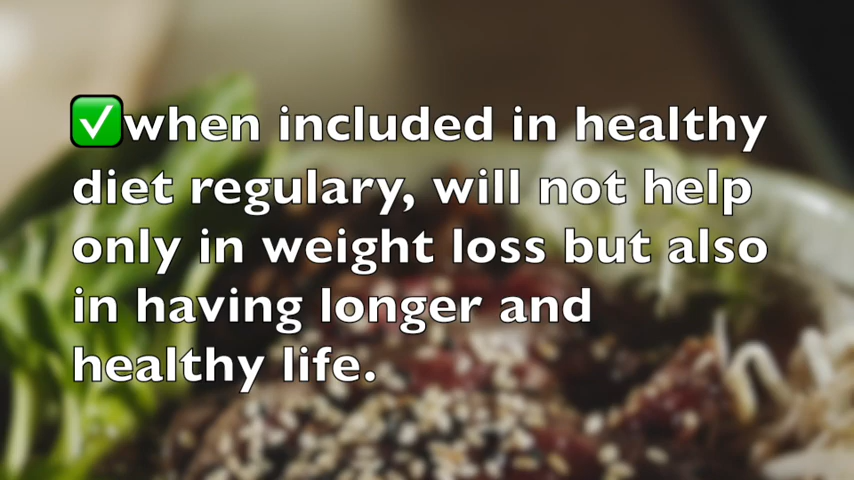 ✅when included in healthy
diet regulary, will not help
only in weight loss but also
in having longer and
healthy life.